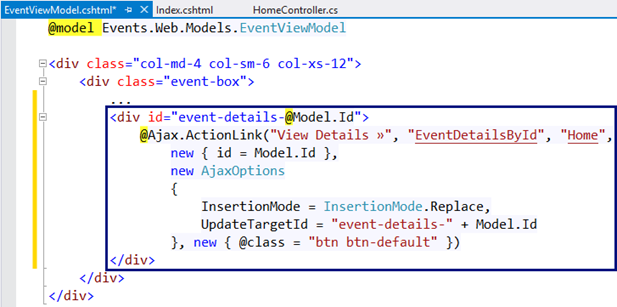 EventViewModel.cshtml* Index.cshtml HomeController.cs
@model Events.Web.Models.EventViewModel
<div class="col-md-4 col-sm-6 col-xs-12">
<div class="event-box">
...
<div id="event-details-@Model.Id">
@Ajax.ActionLink("View Details »", "EventDetailsById", "Home",
new { id = Model.Id },
new AjaxOptions
{
InsertionMode = InsertionMode.Replace,
UpdateTargetId = "event-details-" + Model.Id
}, new { @class = "btn btn-default" })
</div>
</div>
</div>